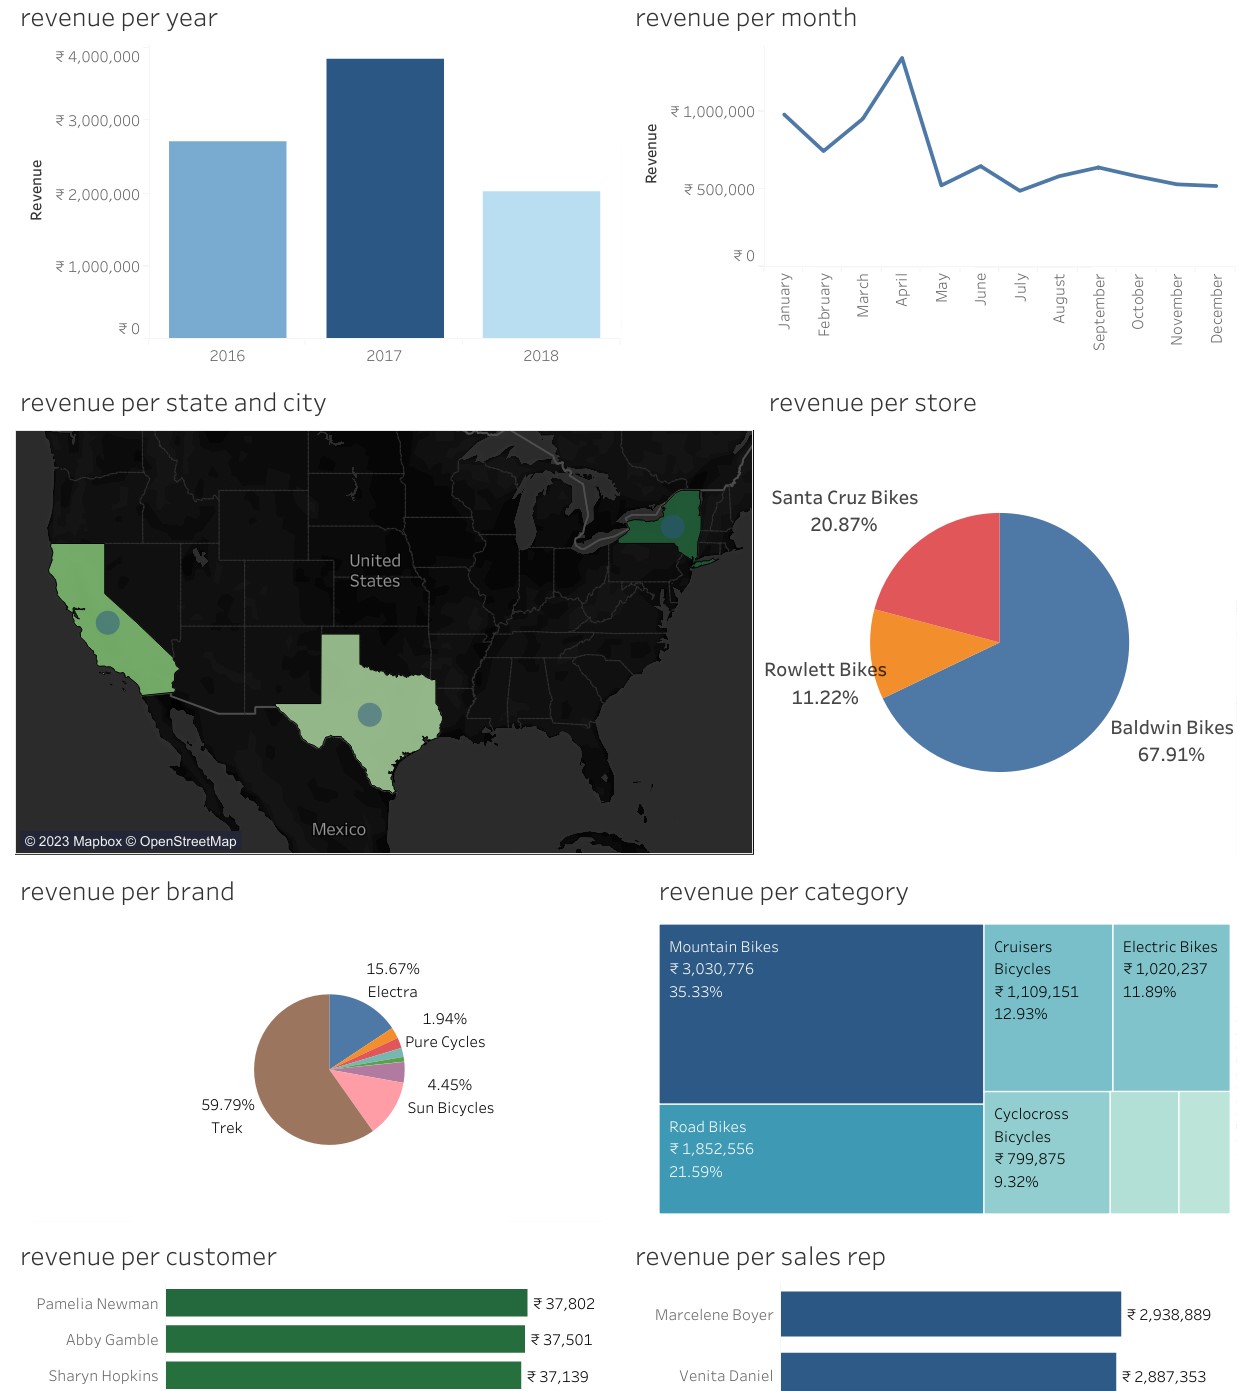 revenue per year
revenue per month
₹ 4,000,000
₹ 3,000,000
₹ 2,000,000
₹ 1,000,000
₹ 0
Revenue
2016
2017
2018
₹ 1,000,000
₹ 500,000
₹ 0
Revenue
January
February
March
April
May
June
July
August
September
October
November
December
revenue per state and city
United
States
Mexico
© 2023 Mapbox © OpenStreetMap
revenue per store
Santa Cruz Bikes
20.87%
Rowlett Bikes
11.22%
Baldwin Bikes
67.91%
revenue per brand
15.67%
Electra
1.94%
Pure Cycles
4.45%
Sun Bicycles
59.79%
Trek
revenue per category
Mountain Bikes
₹ 3,030,776
35.33%
Cruisers
Bicycles
₹ 1,109,151
12.93%
Electric Bikes
₹ 1,020,237
11.89%
Road Bikes
₹ 1,852,556
21.59%
Cyclocross
Bicycles
₹ 799,875
9.32%
revenue per customer
Pamelia Newman ₹ 37,802
Abby Gamble ₹ 37,501
Sharyn Hopkins ₹ 37,139
revenue per sales rep
Marcelene Boyer ₹ 2,938,889
Venita Daniel ₹ 2,887,353